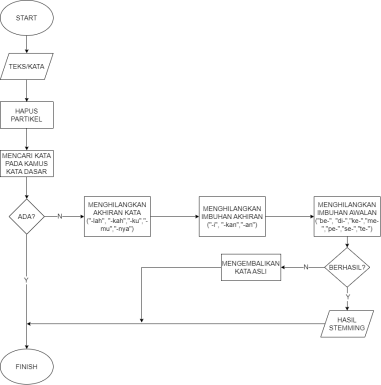 START
TEKS/KATA
HAPUS
PARTIKEL
MENCARI KATA
PADA KAMUS
KATA DASAR
ADA?
N
MENGHILANGKAN
AKHIRAN KATA
("-lah", "-kah","-ku","-
mu","-nya")
MENGHILANGKAN
IMBUHAN AKHIRAN
("-i", "-kan","-an")
MENGHILANGKAN
IMBUHAN AWALAN
("be-", "di-","ke-","me-
","pe-","se-","te-")
BERHASIL?
N
MENGEMBALIKAN
KATA ASLI
Y
Y
HASIL
STEMMING
FINISH